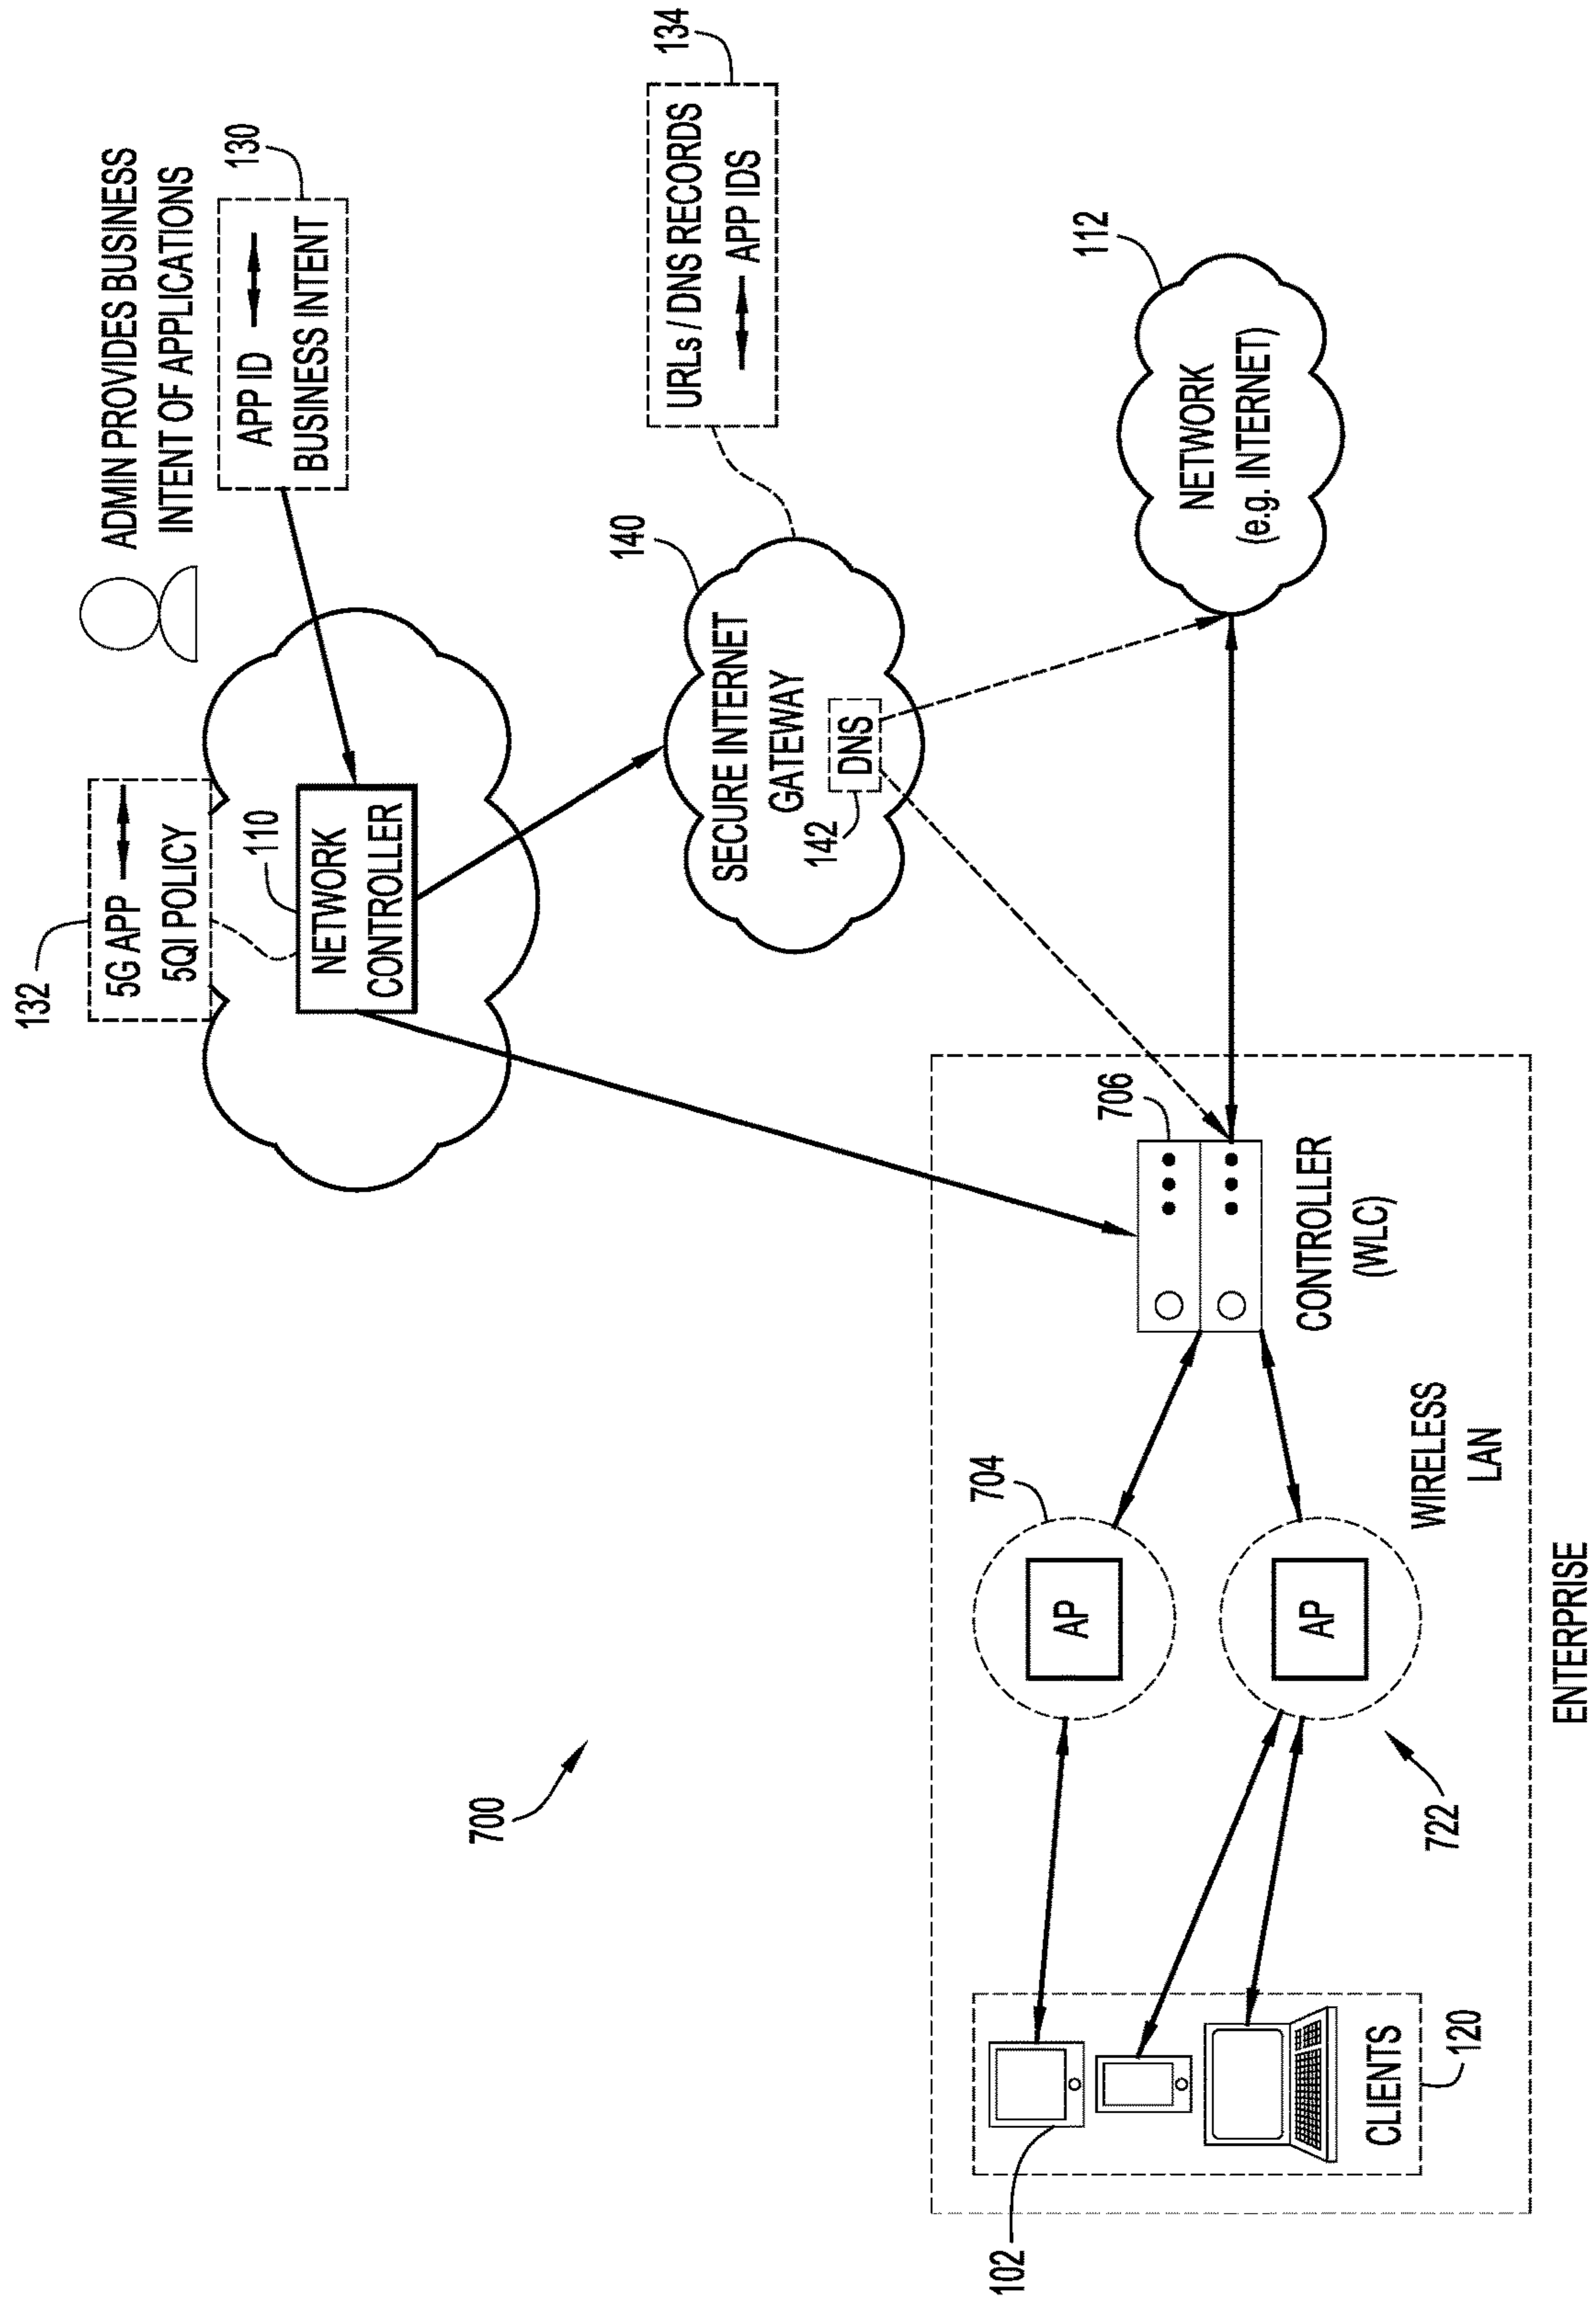 ADMIN PROVIDES BUSINESS
INTENT OF APPLICATIONS
130
APP ID
BUSINESS INTENT
132
5G APP
5QI POLICY
110
NETWORK
CONTROLLER
134
URLs / DNS RECORDS
APP IDS
140
SECURE INTERNET
GATEWAY
DNS
142
112
NETWORK
(e.g. INTERNET)
700
706
CONTROLLER
(WLC)
704
AP
AP
722
WIRELESS
LAN
102
CLIENTS
120
ENTERPRISE